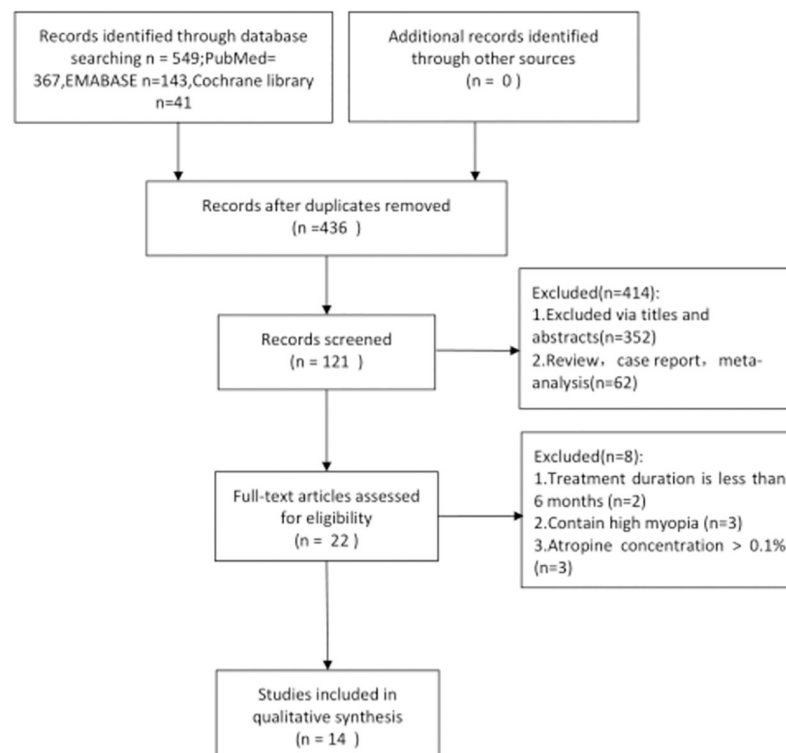 Records identified through database
searching n = 549;PubMed=
367,EMABASE n=143,Cochrane library
n=41
Additional records identified
through other sources
(n = 0 )
Records after duplicates removed
(n =436 )
Records screened
(n = 121 )
Excluded(n=414):
1.Excluded via titles and
abstracts(n=352)
2.Review，case report，meta-
analysis(n=62)
Full-text articles assessed
for eligibility
(n = 22 )
Excluded(n=8):
1.Treatment duration is less than
6 months (n=2)
2.Contain high myopia (n=3)
3.Atropine concentration > 0.1%
(n=3)
Studies included in
qualitative synthesis
(n = 14 )